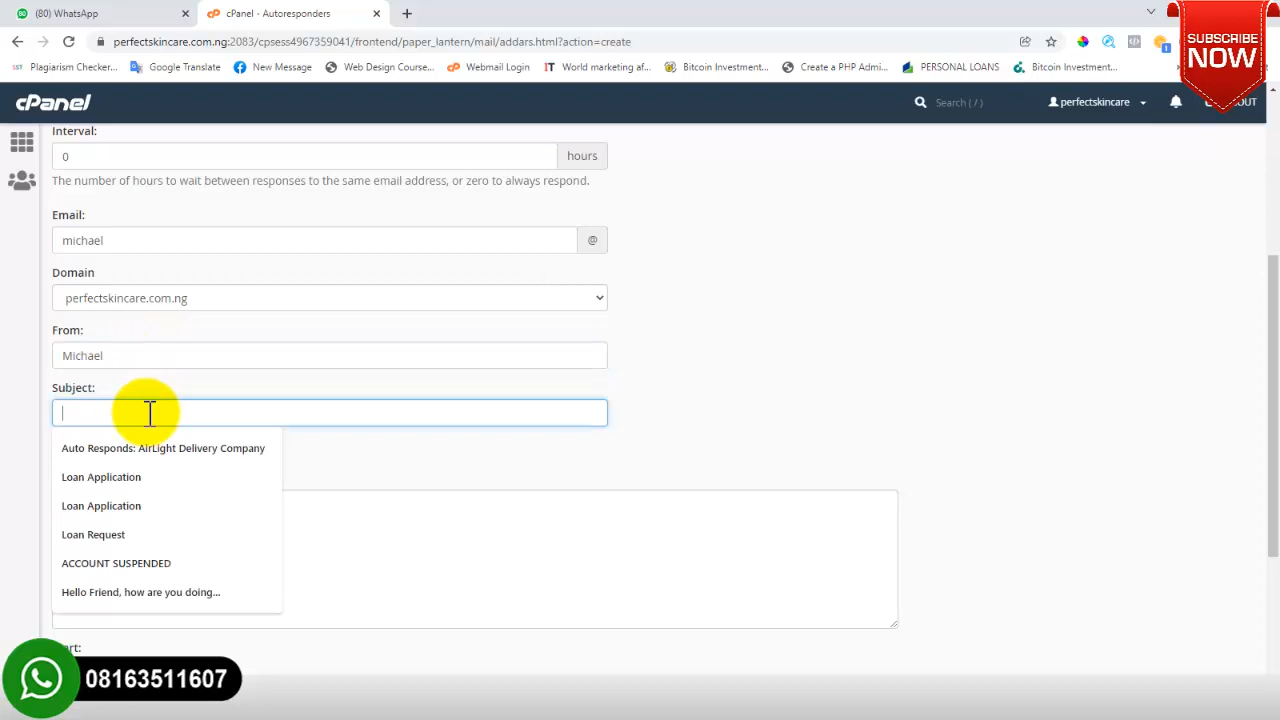 (80) WhatsApp
cPanel - Autoresponders
perfectskincare.com.ng:2083/cpsess4967359041/frontend/paper_lantern/mail/addars.html?action=create
SUBSCRIBE
NOW
Plagiarism Checker...
Google Translate
New Message
Web Design Course...
Webmail Login
World marketing af...
Bitcoin Investment...
Create a PHP Admi...
PERSONAL LOANS
Bitcoin Investment...
cPanel
Search ( / )
perfectskincare
Interval:
0
hours
The number of hours to wait between responses to the same email address, or zero to always respond.
Email:
michael
@
Domain
perfectskincare.com.ng
From:
Michael
Subject:
Auto Responds: AirLight Delivery Company
Loan Application
Loan Application
Loan Request
ACCOUNT SUSPENDED
Hello Friend, how are you doing...
08163511607